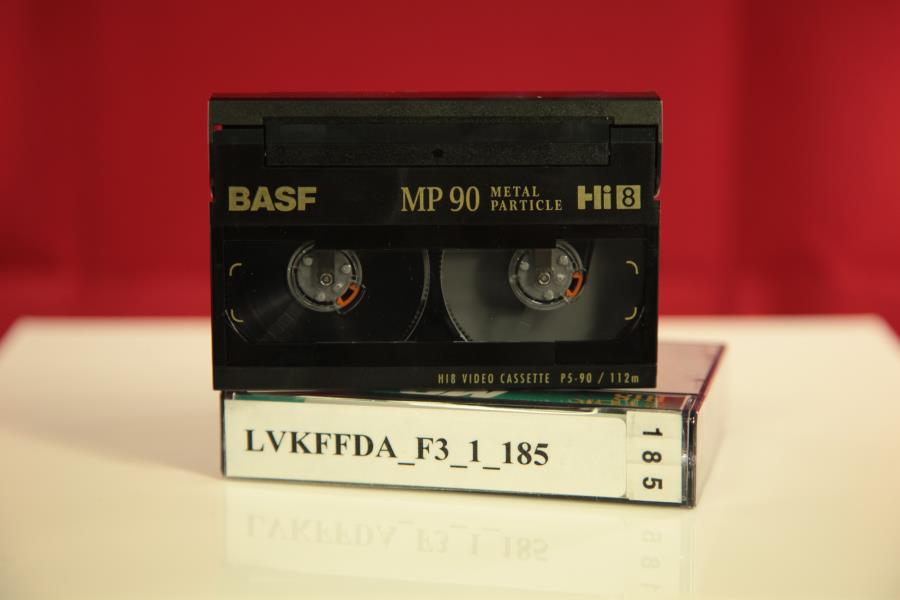 BASF
MP 90 METAL PARTICLE Hi8
HI8 VIDEO CASSETTE P5-90 / 112m
LVKFFDA_F3_1_185
185